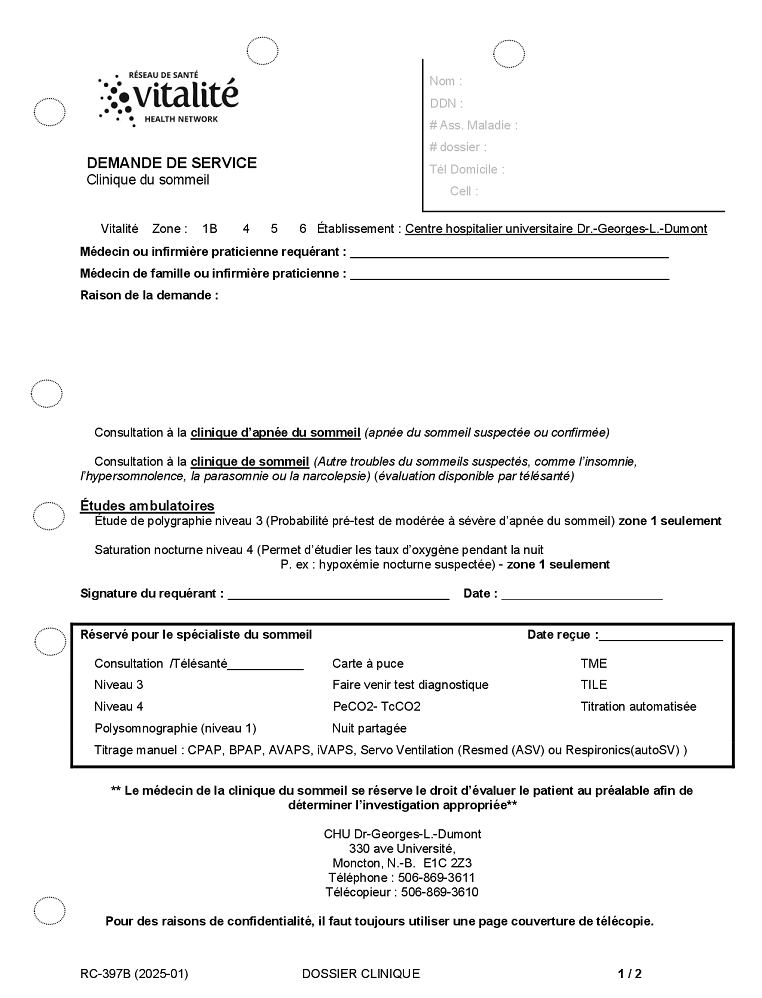 RÉSEAU DE SANTÉ
vitalité
HEALTH NETWORK
Nom :
DDN :
# Ass. Maladie :
# dossier :
Tél Domicile :
Cell :
DEMANDE DE SERVICE
Clinique du sommeil
Vitalité Zone : 1B 4 5 6 Établissement : Centre hospitalier universitaire Dr.-Georges-L.-Dumont
Médecin ou infirmière praticienne requérant : ______________________________________________
Médecin de famille ou infirmière praticienne : ______________________________________________
Raison de la demande :
Consultation à la clinique d'apnée du sommeil (apnée du sommeil suspectée ou confirmée)
Consultation à la clinique de sommeil (Autre troubles du sommeils suspectés, comme l'insomnie,
l'hypersomnolence, la parasomnie ou la narcolepsie) (évaluation disponible par télésanté)
Études ambulatoires
Étude de polygraphie niveau 3 (Probabilité pré-test de modérée à sévère d'apnée du sommeil) zone 1 seulement
Saturation nocturne niveau 4 (Permet d'étudier les taux d'oxygène pendant la nuit
P. ex : hypoxémie nocturne suspectée) - zone 1 seulement
Signature du requérant : ________________________________ Date : _______________________
Réservé pour le spécialiste du sommeil Date reçue :__________________
Consultation /Télésanté___________ Carte à puce TME
Niveau 3 Faire venir test diagnostique TILE
Niveau 4 PeCO2- TcCO2 Titration automatisée
Polysomnographie (niveau 1) Nuit partagée
Titrage manuel : CPAP, BPAP, AVAPS, iVAPS, Servo Ventilation (Resmed (ASV) ou Respironics(autoSV) )
** Le médecin de la clinique du sommeil se réserve le droit d'évaluer le patient au préalable afin de
déterminer l'investigation appropriée**
CHU Dr-Georges-L.-Dumont
330 ave Université,
Moncton, N.-B. E1C 2Z3
Téléphone : 506-869-3611
Télécopieur : 506-869-3610
Pour des raisons de confidentialité, il faut toujours utiliser une page couverture de télécopie.
RC-397B (2025-01) DOSSIER CLINIQUE 1 / 2